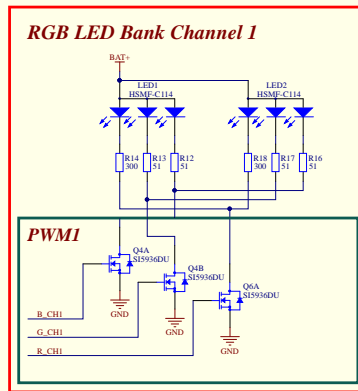 RGB LED Bank Channel 1
BAT+
LED1
HSMF-C114
LED2
HSMF-C114
R14
300
R13
51
R12
51
R18
300
R17
51
R16
51
PWM1
Q4A
SI5936DU
Q4B
SI5936DU
Q6A
SI5936DU
B_CH1
GND
G_CH1
GND
R_CH1
GND